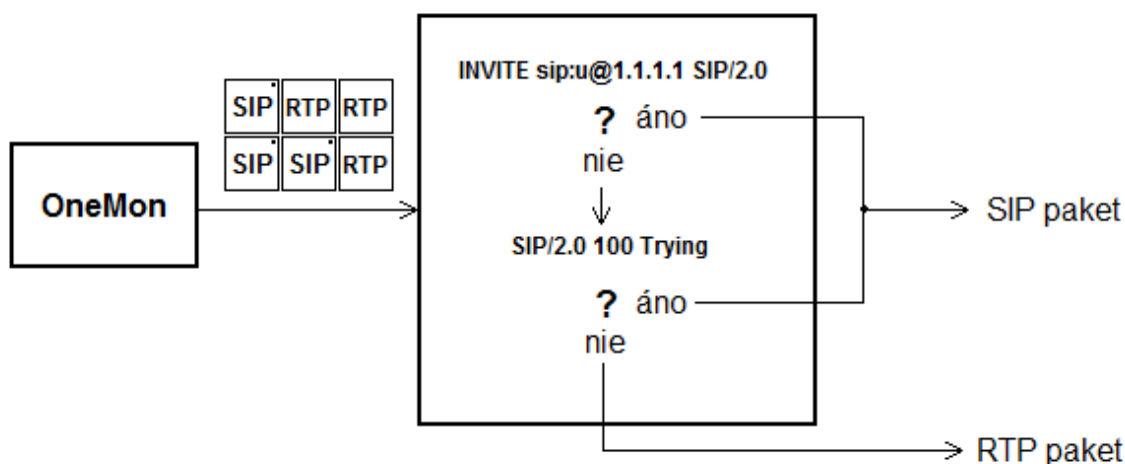 INVITE sip:u@1.1.1.1 SIP/2.0
SIP RTP RTP
? áno
SIP SIP RTP
nie
OneMon
SIP paket
SIP/2.0 100 Trying
? áno
nie
RTP paket